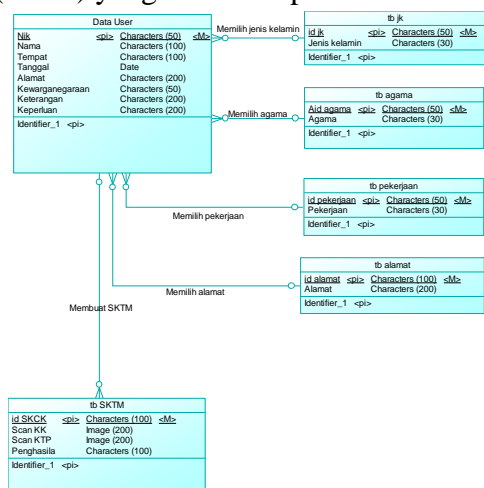 Data User
Nik <pi> Characters (50) <M>
Nama Characters (100)
Tempat Characters (100)
Tanggal Date
Alamat Characters (200)
Kewarganegaraan Characters (50)
Keterangan Characters (200)
Keperluan Characters (200)
Identifier_1 <pi>
Memilih jenis kelamin
tb jk
id jk <pi> Characters (50) <M>
Jenis kelamin Characters (30)
Identifier_1 <pi>
Memilih agama
tb agama
Aid agama <pi> Characters (50) <M>
Agama Characters (30)
Identifier_1 <pi>
Memilih pekerjaan
tb pekerjaan
id pekerjaan <pi> Characters (50) <M>
Pekerjaan Characters (30)
Identifier_1 <pi>
Memilih alamat
tb alamat
id alamat <pi> Characters (100) <M>
Alamat Characters (200)
Identifier_1 <pi>
Membuat SKTM
tb SKTM
id SKCK <pi> Characters (100) <M>
Scan KK Image (200)
Scan KTP Image (200)
Penghasila Characters (100)
Identifier_1 <pi>